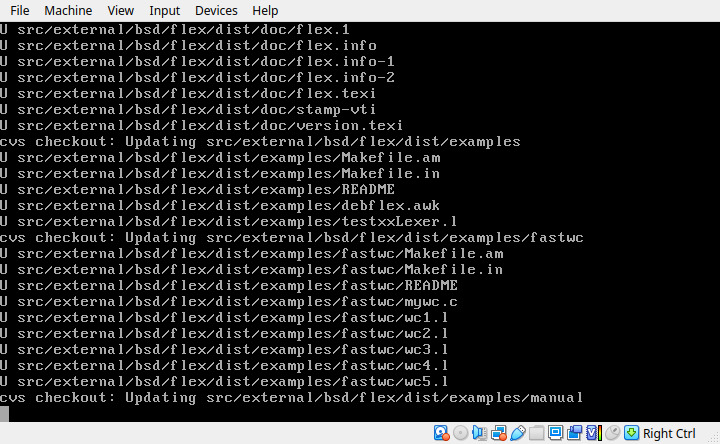 File Machine View Input Devices Help
U src/external/bsd/flex/dist/doc/flex.1
U src/external/bsd/flex/dist/doc/flex.info
U src/external/bsd/flex/dist/doc/flex.info-1
U src/external/bsd/flex/dist/doc/flex.info-2
U src/external/bsd/flex/dist/doc/flex.texi
U src/external/bsd/flex/dist/doc/stamp-vti
U src/external/bsd/flex/dist/doc/version.texi
cvs checkout: Updating src/external/bsd/flex/dist/examples
U src/external/bsd/flex/dist/examples/Makefile.am
U src/external/bsd/flex/dist/examples/Makefile.in
U src/external/bsd/flex/dist/examples/README
U src/external/bsd/flex/dist/examples/debflex.awk
U src/external/bsd/flex/dist/examples/testxxLexer.l
cvs checkout: Updating src/external/bsd/flex/dist/examples/fastwc
U src/external/bsd/flex/dist/examples/fastwc/Makefile.am
U src/external/bsd/flex/dist/examples/fastwc/Makefile.in
U src/external/bsd/flex/dist/examples/fastwc/README
U src/external/bsd/flex/dist/examples/fastwc/mywc.c
U src/external/bsd/flex/dist/examples/fastwc/wc1.l
U src/external/bsd/flex/dist/examples/fastwc/wc2.l
U src/external/bsd/flex/dist/examples/fastwc/wc3.l
U src/external/bsd/flex/dist/examples/fastwc/wc4.l
U src/external/bsd/flex/dist/examples/fastwc/wc5.l
cvs checkout: Updating src/external/bsd/flex/dist/examples/manual
Right Ctrl